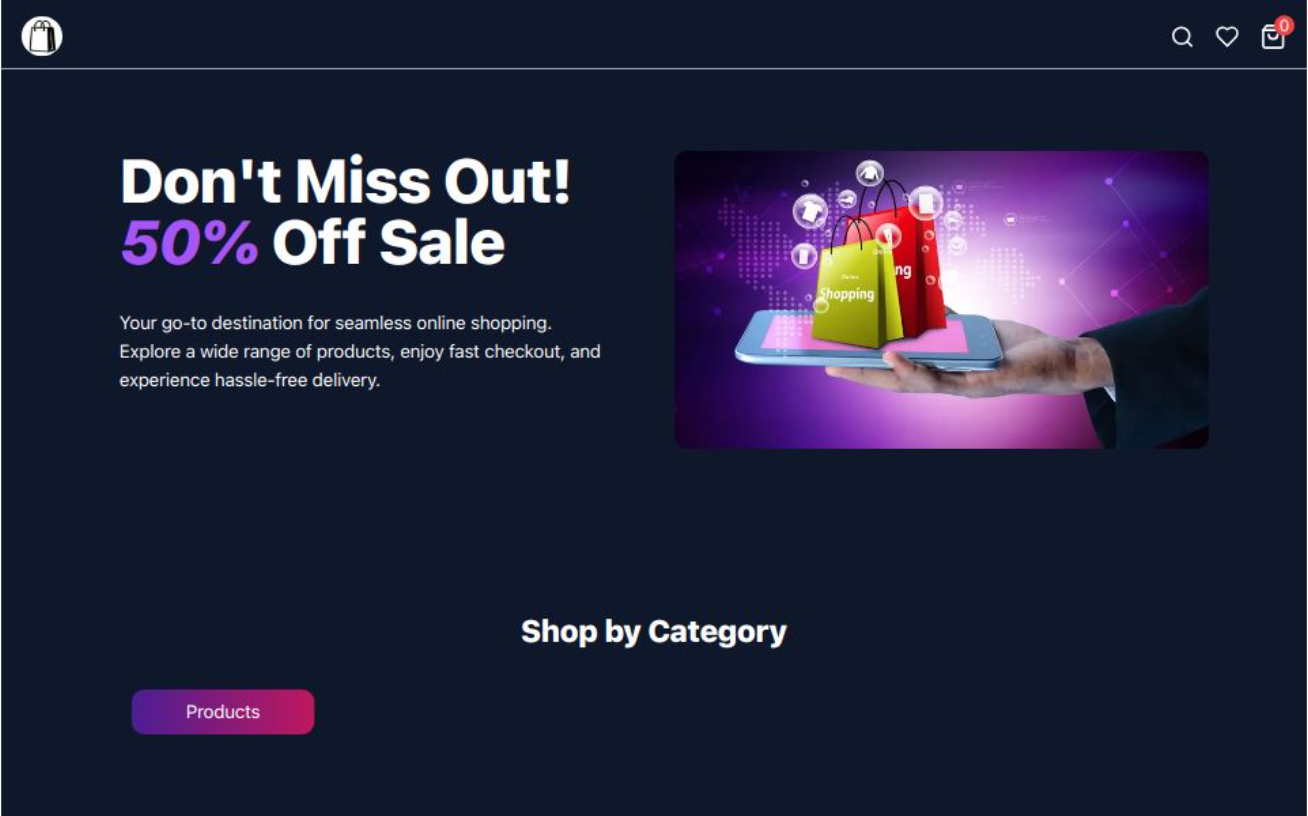 0
Don't Miss Out!
50% Off Sale
Your go-to destination for seamless online shopping.
Explore a wide range of products, enjoy fast checkout, and
experience hassle-free delivery.
ng
Shopping
Shop by Category
Products